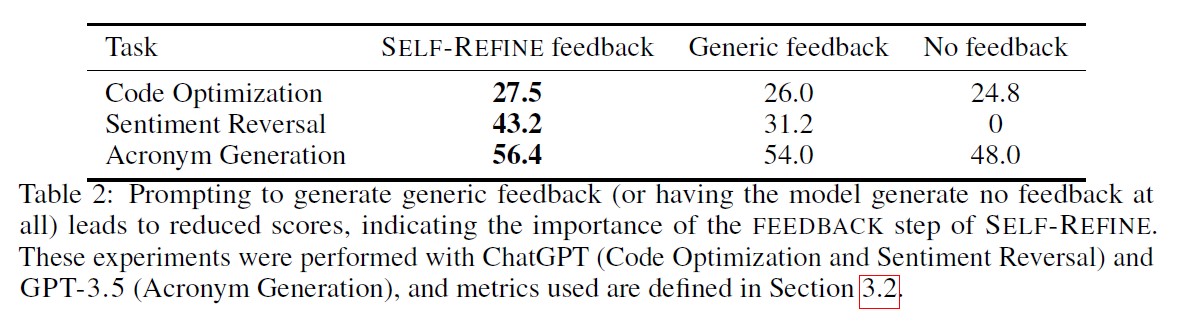 Task SELF-REFINE feedback Generic feedback No feedback
Code Optimization 27.5 26.0 24.8
Sentiment Reversal 43.2 31.2 0
Acronym Generation 56.4 54.0 48.0
Table 2: Prompting to generate generic feedback (or having the model generate no feedback at
all) leads to reduced scores, indicating the importance of the FEEDBACK step of SELF-REFINE.
These experiments were performed with ChatGPT (Code Optimization and Sentiment Reversal) and
GPT-3.5 (Acronym Generation), and metrics used are defined in Section 3.2.